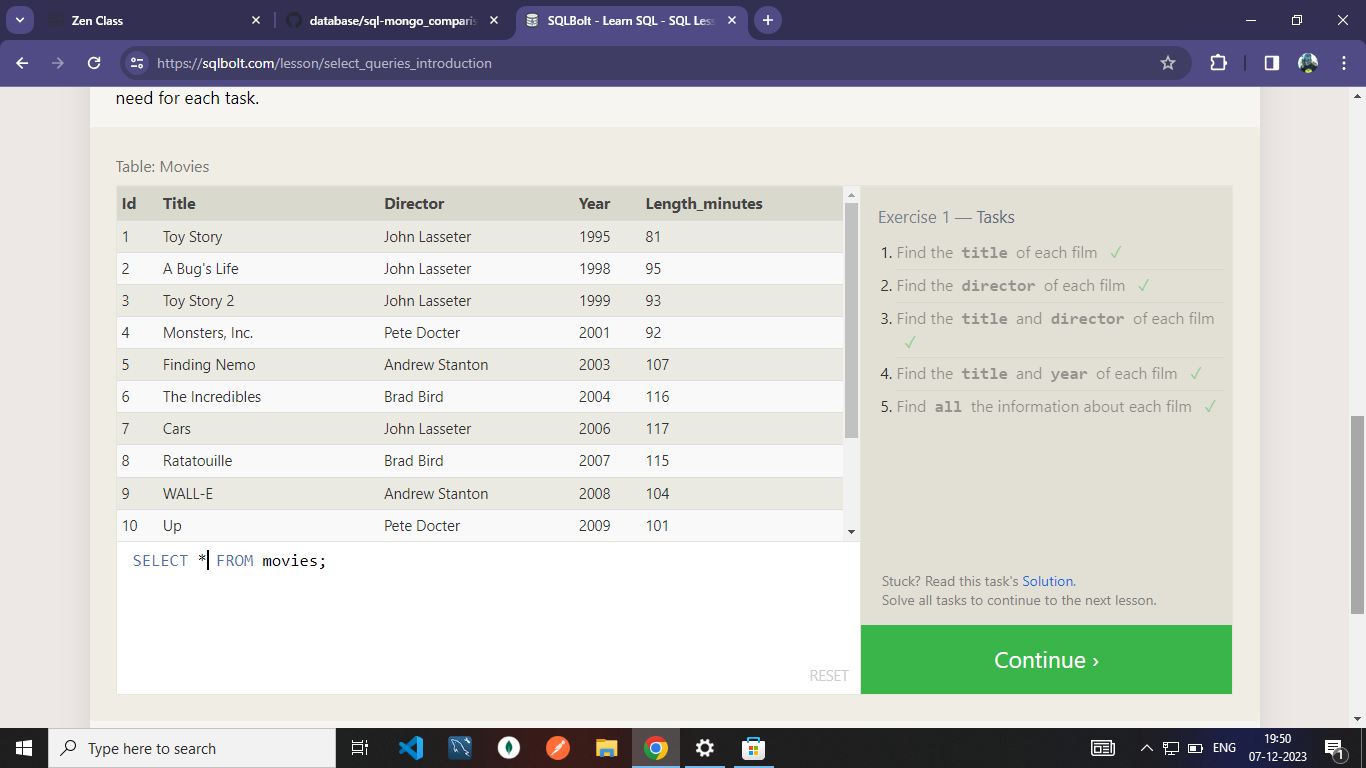 Zen Class
database/sql-mongo_comparis
SQLBolt - Learn SQL - SQL Less
https://sqlbolt.com/lesson/select_queries_introduction
need for each task.
Table: Movies
Id Title Director Year Length_minutes
1 Toy Story John Lasseter 1995 81
2 A Bug's Life John Lasseter 1998 95
3 Toy Story 2 John Lasseter 1999 93
4 Monsters, Inc. Pete Docter 2001 92
5 Finding Nemo Andrew Stanton 2003 107
6 The Incredibles Brad Bird 2004 116
7 Cars John Lasseter 2006 117
8 Ratatouille Brad Bird 2007 115
9 WALL-E Andrew Stanton 2008 104
10 Up Pete Docter 2009 101
SELECT * FROM movies;
RESET
Exercise 1 — Tasks
1. Find the title of each film ✓
2. Find the director of each film ✓
3. Find the title and director of each film
✓
4. Find the title and year of each film ✓
5. Find all the information about each film ✓
Stuck? Read this task's Solution.
Solve all tasks to continue to the next lesson.
Continue ›
Type here to search
ENG
19:50
07-12-2023
1